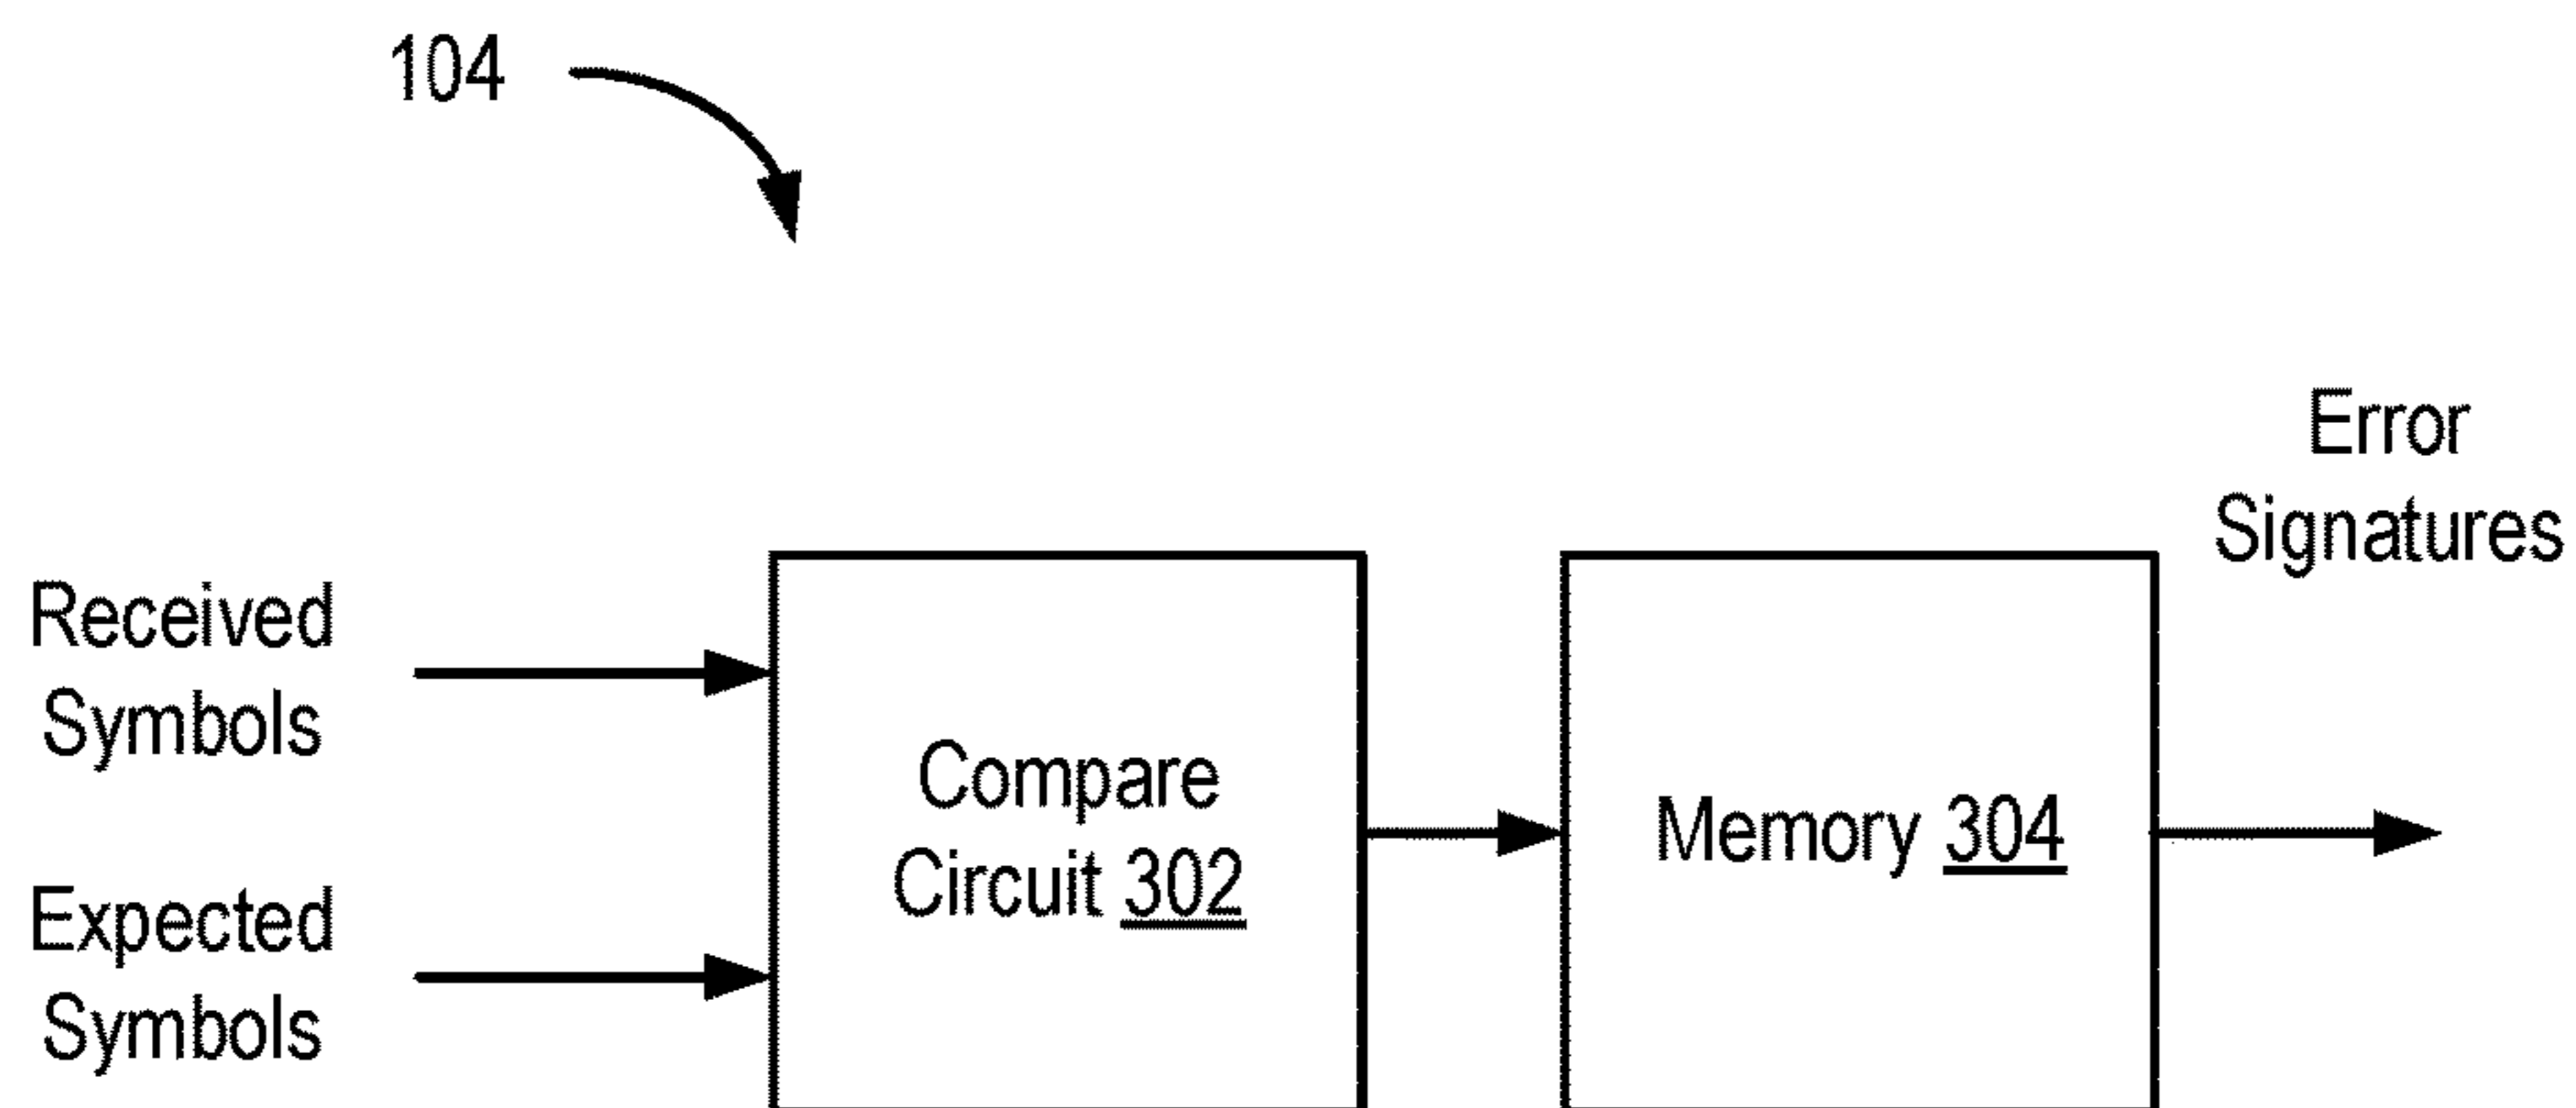 104
Error
Signatures
Received
Symbols
Compare
Circuit 302
Memory 304
Expected
Symbols